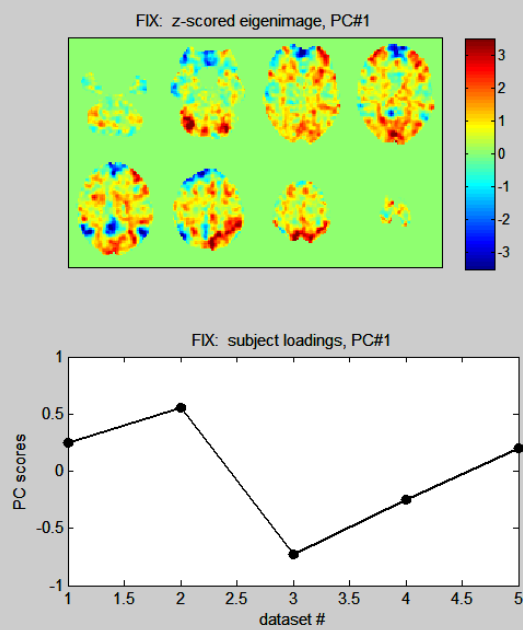 FIX: z-scored eigenimage, PC#1
3
2
1
0
-1
-2
-3
FIX: subject loadings, PC#1
1
0.5
0
-0.5
-1
PC scores
1 1.5 2 2.5 3 3.5 4 4.5 5
dataset #